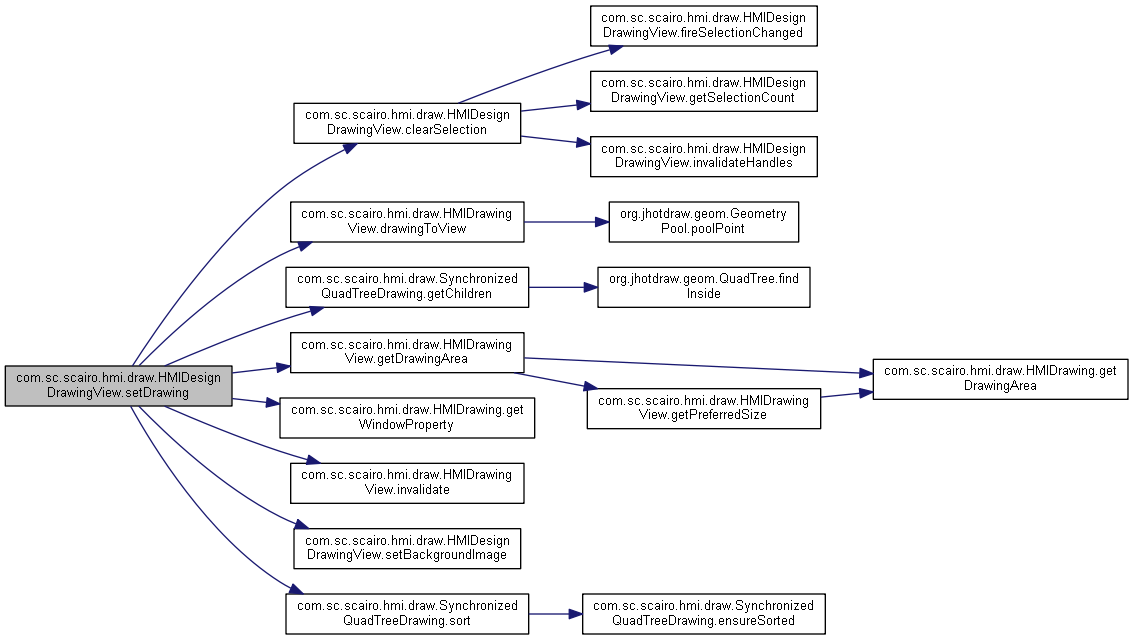 com.sc.scairo.hmi.draw.HMIDesign
DrawingView.setDrawing
com.sc.scairo.hmi.draw.HMIDesign
DrawingView.clearSelection
com.sc.scairo.hmi.draw.HMIDesign
DrawingView.fireSelectionChanged
com.sc.scairo.hmi.draw.HMIDesign
DrawingView.getSelectionCount
com.sc.scairo.hmi.draw.HMIDesign
DrawingView.invalidateHandles
com.sc.scairo.hmi.draw.HMIDrawing
View.drawingToView
org.jhotdraw.geom.Geometry
Pool.poolPoint
com.sc.scairo.hmi.draw.Synchronized
QuadTreeDrawing.getChildren
org.jhotdraw.geom.QuadTree.find
Inside
com.sc.scairo.hmi.draw.HMIDrawing
View.getDrawingArea
com.sc.scairo.hmi.draw.HMIDrawing.get
DrawingArea
com.sc.scairo.hmi.draw.HMIDrawing
View.getPreferredSize
com.sc.scairo.hmi.draw.HMIDrawing.get
WindowProperty
com.sc.scairo.hmi.draw.HMIDrawing
View.invalidate
com.sc.scairo.hmi.draw.HMIDesign
DrawingView.setBackgroundImage
com.sc.scairo.hmi.draw.Synchronized
QuadTreeDrawing.sort
com.sc.scairo.hmi.draw.Synchronized
QuadTreeDrawing.ensureSorted